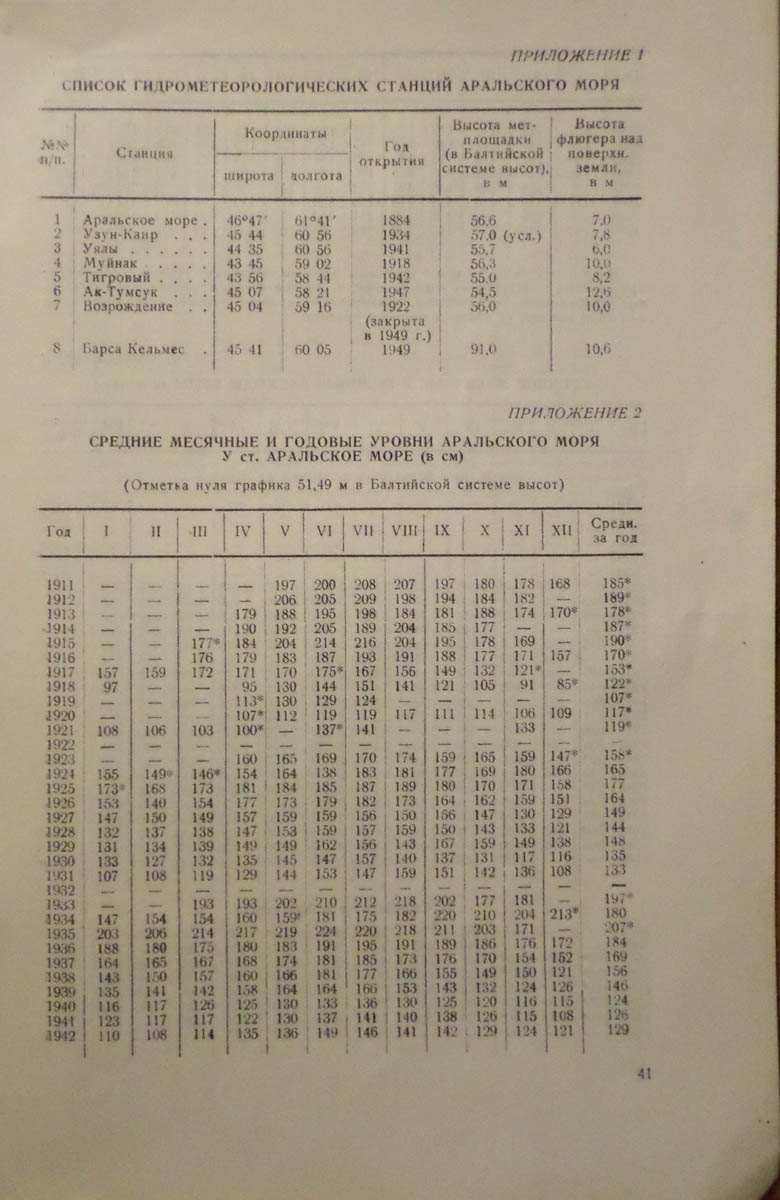 ПРИЛОЖЕНИЕ 1
СПИСОК ГИДРОМЕТЕОРОЛОГИЧЕСКИХ СТАНЦИЙ АРАЛЬСКОГО МОРЯ
№№ п/п. Станция Координаты широта долгота Год открытия Высота мет-площадки (в Балтийской системе высот), в м Высота флюгера над поверхн. земли, в м
1 Аральское море . 46°47′ 61°41′ 1884 56,6 7,0
2 Узун-Каир . . . 45 44 60 56 1934 57,0 (усл.) 7,8
3 Уялы . . . . . . 44 35 60 56 1941 55,7 6,0
4 Муйнак . . . . 43 45 59 02 1918 56,3 10,0
5 Тигровый . . . . 43 56 58 44 1942 55,0 8,2
6 Ак-Тумсук . . . 45 07 58 21 1947 54,5 12,6
7 Возрождение . . 45 04 59 16 1922 56,0 10,0
(закрыта
в 1949 г.)
8 Барса Кельмес . 45 41 60 05 1949 91,0 10,6
ПРИЛОЖЕНИЕ 2
СРЕДНИЕ МЕСЯЧНЫЕ И ГОДОВЫЕ УРОВНИ АРАЛЬСКОГО МОРЯ
У ст. АРАЛЬСКОЕ МОРЕ (в см)
(Отметка нуля графика 51,49 м в Балтийской системе высот)
Год I II III IV V VI VII VIII IX X XI XII Средн. за год
1911 — — — — 197 200 208 207 197 180 178 168 185*
1912 — — — — 206 205 209 198 194 184 182 — 189*
1913 — — — 179 188 195 198 184 181 188 174 170* 178*
1914 — — — 190 192 205 189 204 185 177 — — 187*
1915 — — 177* 184 204 214 216 204 195 178 169 — 190*
1916 — — 176 179 183 187 193 191 188 177 171 157 170*
1917 157 159 172 171 170 175* 167 156 149 132 121* — 153*
1918 97 — — 95 130 144 151 141 121 105 91 85* 122*
1919 — — — 113* 130 129 124 — — — — — 107*
1920 — — — 107* 112 119 119 117 111 114 106 109 117*
1921 108 106 103 100* — 137* 141 — — — 133 — 119*
1922 — — — — — — — — — — — — —
1923 — — — 160 165 169 170 174 159 165 159 147* 158*
1924 155 149* 146* 154 164 138 183 181 177 169 180 166 165
1925 173* 168 173 181 184 185 187 189 180 170 171 158 177
1926 153 140 154 177 173 179 182 173 164 162 159 151 164
1927 147 150 149 157 159 159 156 150 156 147 130 129 149
1928 132 137 138 147 153 159 157 159 150 143 133 121 144
1929 131 134 139 149 149 162 156 143 167 159 149 138 148
1930 133 127 132 135 145 147 157 140 137 131 117 116 135
1931 107 108 119 129 144 153 147 159 151 142 136 108 133
1932 — — — — — — — — — — — — —
1933 — — 193 193 202 210 212 218 202 177 181 — 197*
1934 147 154 154 160 159* 181 175 182 220 210 204 213* 180
1935 203 206 214 217 219 224 220 218 211 203 171 — 207*
1936 188 180 175 180 183 191 195 191 189 186 176 172 184
1937 164 165 167 168 174 181 185 173 176 170 154 152 169
1938 143 150 157 160 166 181 177 166 155 149 150 121 156
1939 135 141 142 158 164 164 166 153 143 132 124 126 146
1940 116 117 126 125 130 133 136 130 125 120 116 115 124
1941 123 117 117 122 130 137 141 140 138 126 115 108 126
1942 110 108 114 135 136 149 146 141 142 129 124 121 129
41